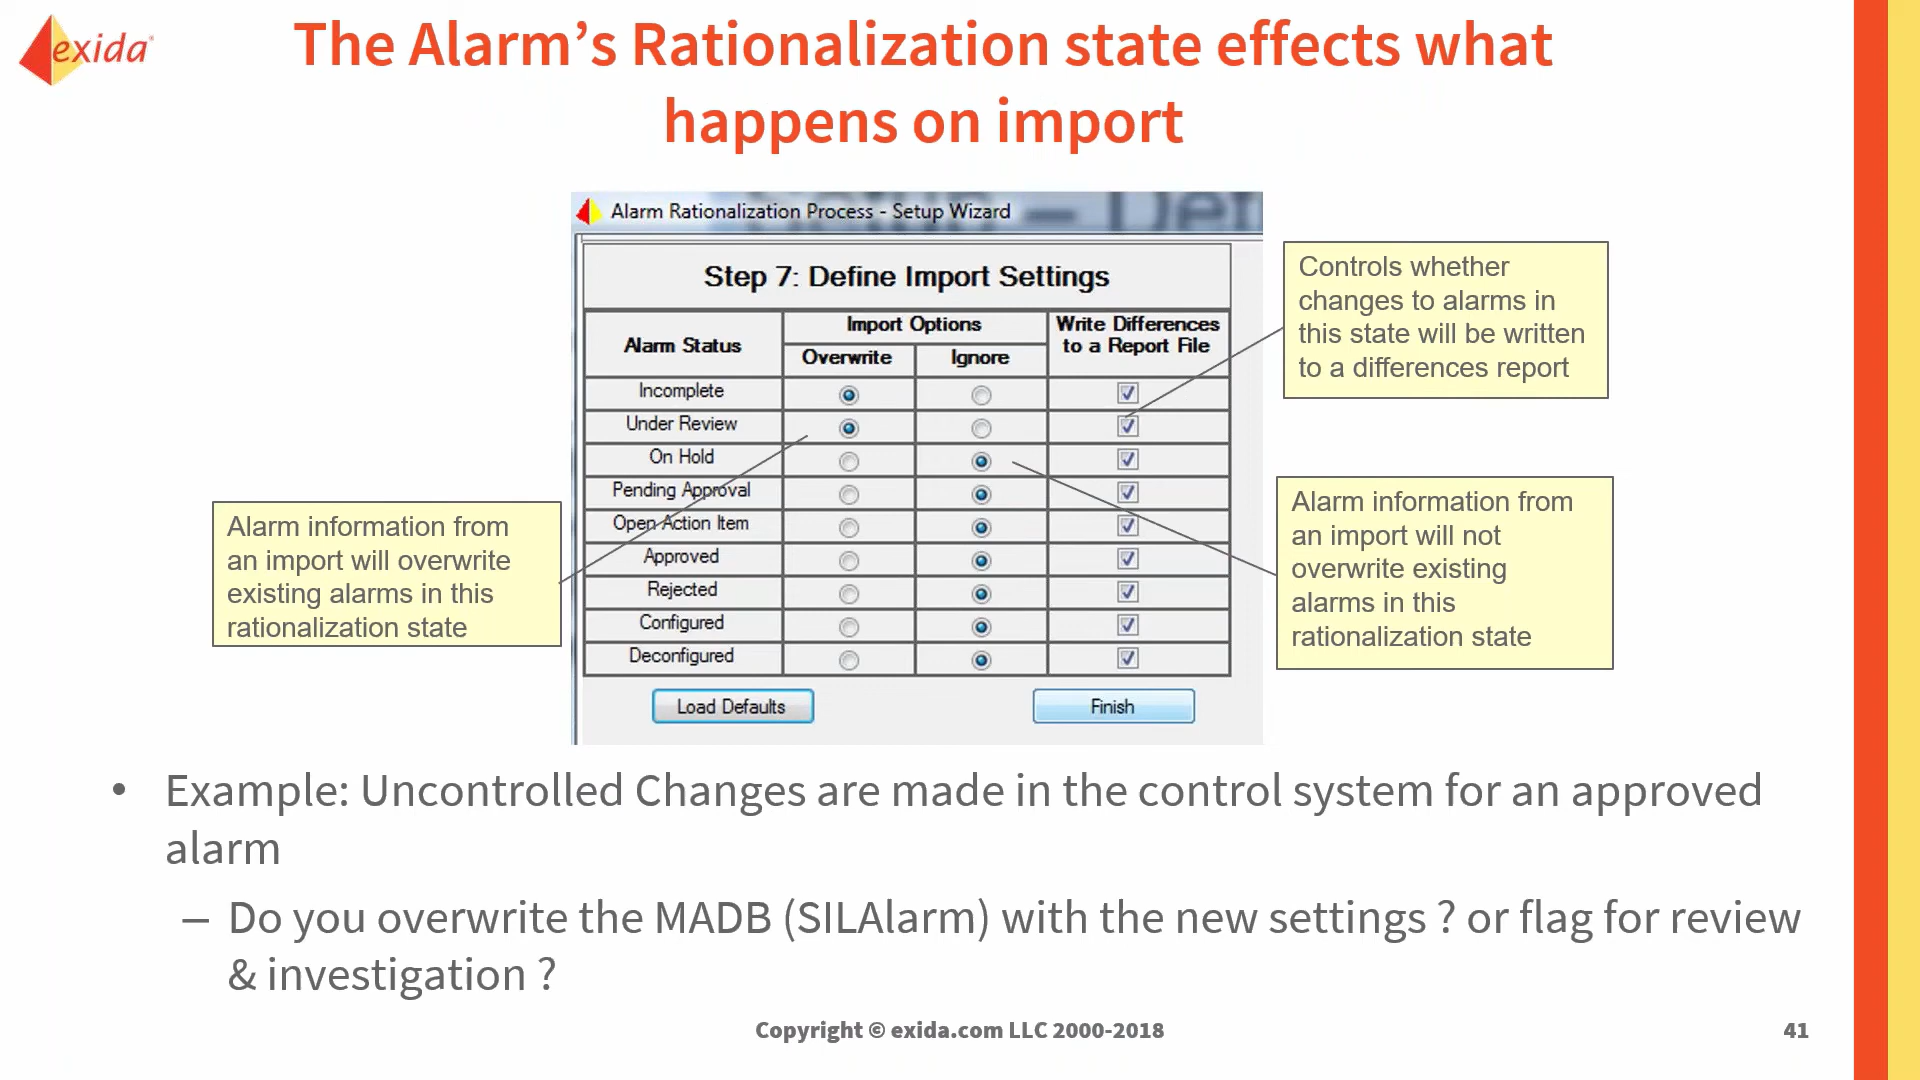 exida
The Alarm’s Rationalization state effects what
happens on import
Alarm Rationalization Process - Setup Wizard
Step 7: Define Import Settings
Alarm Status
Import Options
Overwrite
Ignore
Write Differences
to a Report File
Incomplete
Under Review
On Hold
Pending Approval
Open Action Item
Approved
Rejected
Configured
Deconfigured
Load Defaults
Finish
Controls whether
changes to alarms in
this state will be written
to a differences report
Alarm information from
an import will overwrite
existing alarms in this
rationalization state
Alarm information from
an import will not
overwrite existing
alarms in this
rationalization state
• Example: Uncontrolled Changes are made in the control system for an approved
alarm
– Do you overwrite the MADB (SILAlarm) with the new settings ? or flag for review
& investigation ?
Copyright © exida.com LLC 2000-2018
41